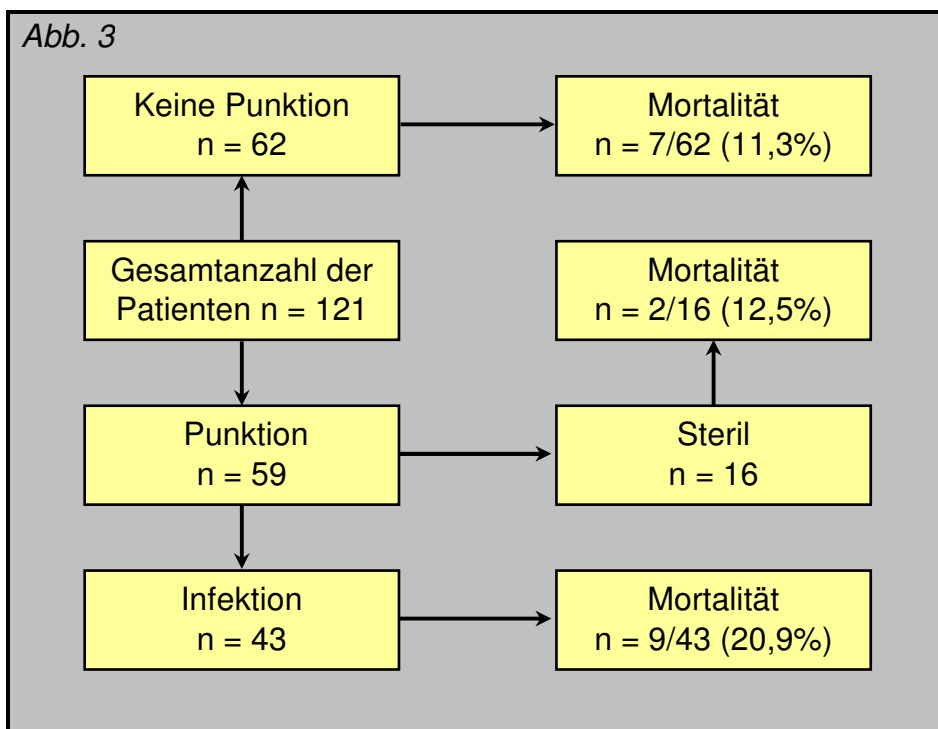 Abb. 3
Keine Punktion
n = 62
Mortalität
n = 7/62 (11,3%)
Gesamtanzahl der
Patienten n = 121
Mortalität
n = 2/16 (12,5%)
Punktion
n = 59
Steril
n = 16
Infektion
n = 43
Mortalität
n = 9/43 (20,9%)